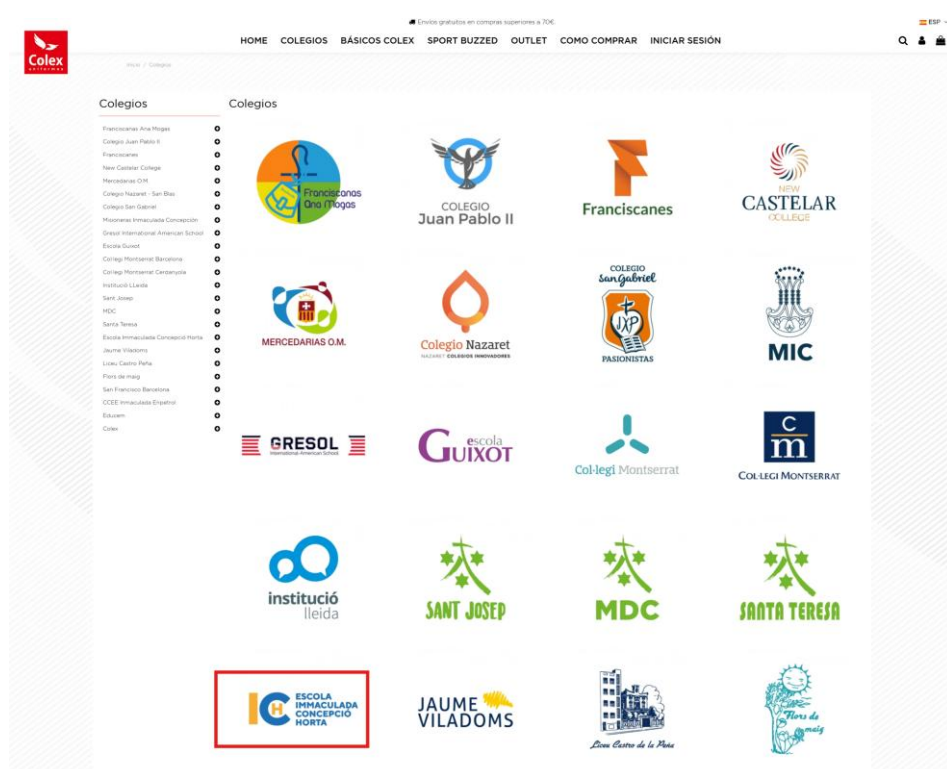 Envíos gratuitos en compras superiores a 70€.
ESP
Colex
uniformes
HOME COLEGIOS BÁSICOS COLEX SPORT BUZZED OUTLET COMO COMPRAR INICIAR SESIÓN
Inicio / Colegios
Colegios
Franciscanas Ana Mogas
Colegio Juan Pablo II
Franciscanes
New Castelar College
Mercedarias O.M.
Colegio Nazaret - San Blas
Colegio San Gabriel
Misioneras Inmaculada Concepción
Gresol International American School
Escola Guixot
Col·legi Montserrat Barcelona
Col·legi Montserrat Cerdanyola
Institució LLeida
Sant Josep
MDC
Santa Teresa
Escola Immaculada Concepció Horta
Jaume Viladoms
Liceu Castro Peña
Flors de maig
San Francisco Barcelona
CCEE Inmaculada Enpetrol
Edusem
Colex
Colegios
Franciscanas
Ana Mogas
COLEGIO
Juan Pablo II
Franciscanes
NEW
CASTELAR
COLLEGE
MERCEDARIAS O.M.
Colegio Nazaret
NAZARET COLEGIOS INNOVADORES
COLEGIO
San Gabriel
JXP
PASIONISTAS
MIC
GRESOL
International American School
escola
GUIXOT
Col·legi Montserrat
C
m
COL·LEGI MONTSERRAT
institució
lleida
SANT JOSEP
MDC
SANTA TERESA
ICH
ESCOLA
IMMACULADA
CONCEPCIÓ
HORTA
JAUME
VILADOMS
Liceu Castro de la Peña
Flors de
maig